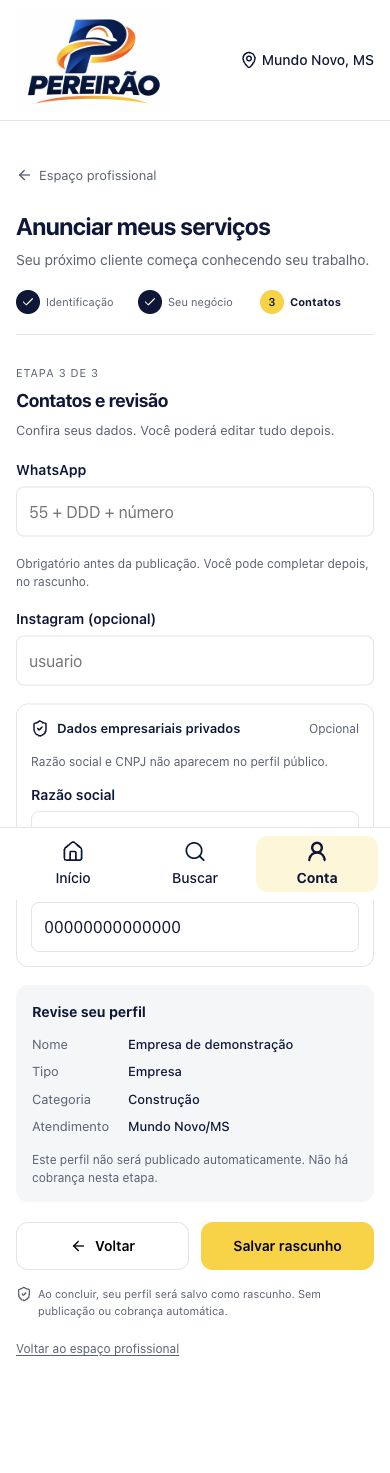 PEREIRÃO
Mundo Novo, MS
Espaço profissional
Anunciar meus serviços
Seu próximo cliente começa conhecendo seu trabalho.
Identificação
Seu negócio
3 Contatos
ETAPA 3 DE 3
Contatos e revisão
Confira seus dados. Você poderá editar tudo depois.
WhatsApp
55 + DDD + número
Obrigatório antes da publicação. Você pode completar depois,
no rascunho.
Instagram (opcional)
usuario
Dados empresariais privados
Opcional
Razão social e CNPJ não aparecem no perfil público.
Razão social
Início
Buscar
Conta
00000000000000
Revise seu perfil
Nome Empresa de demonstração
Tipo Empresa
Categoria Construção
Atendimento Mundo Novo/MS
Este perfil não será publicado automaticamente. Não há
cobrança nesta etapa.
Voltar
Salvar rascunho
Ao concluir, seu perfil será salvo como rascunho. Sem
publicação ou cobrança automática.
Voltar ao espaço profissional